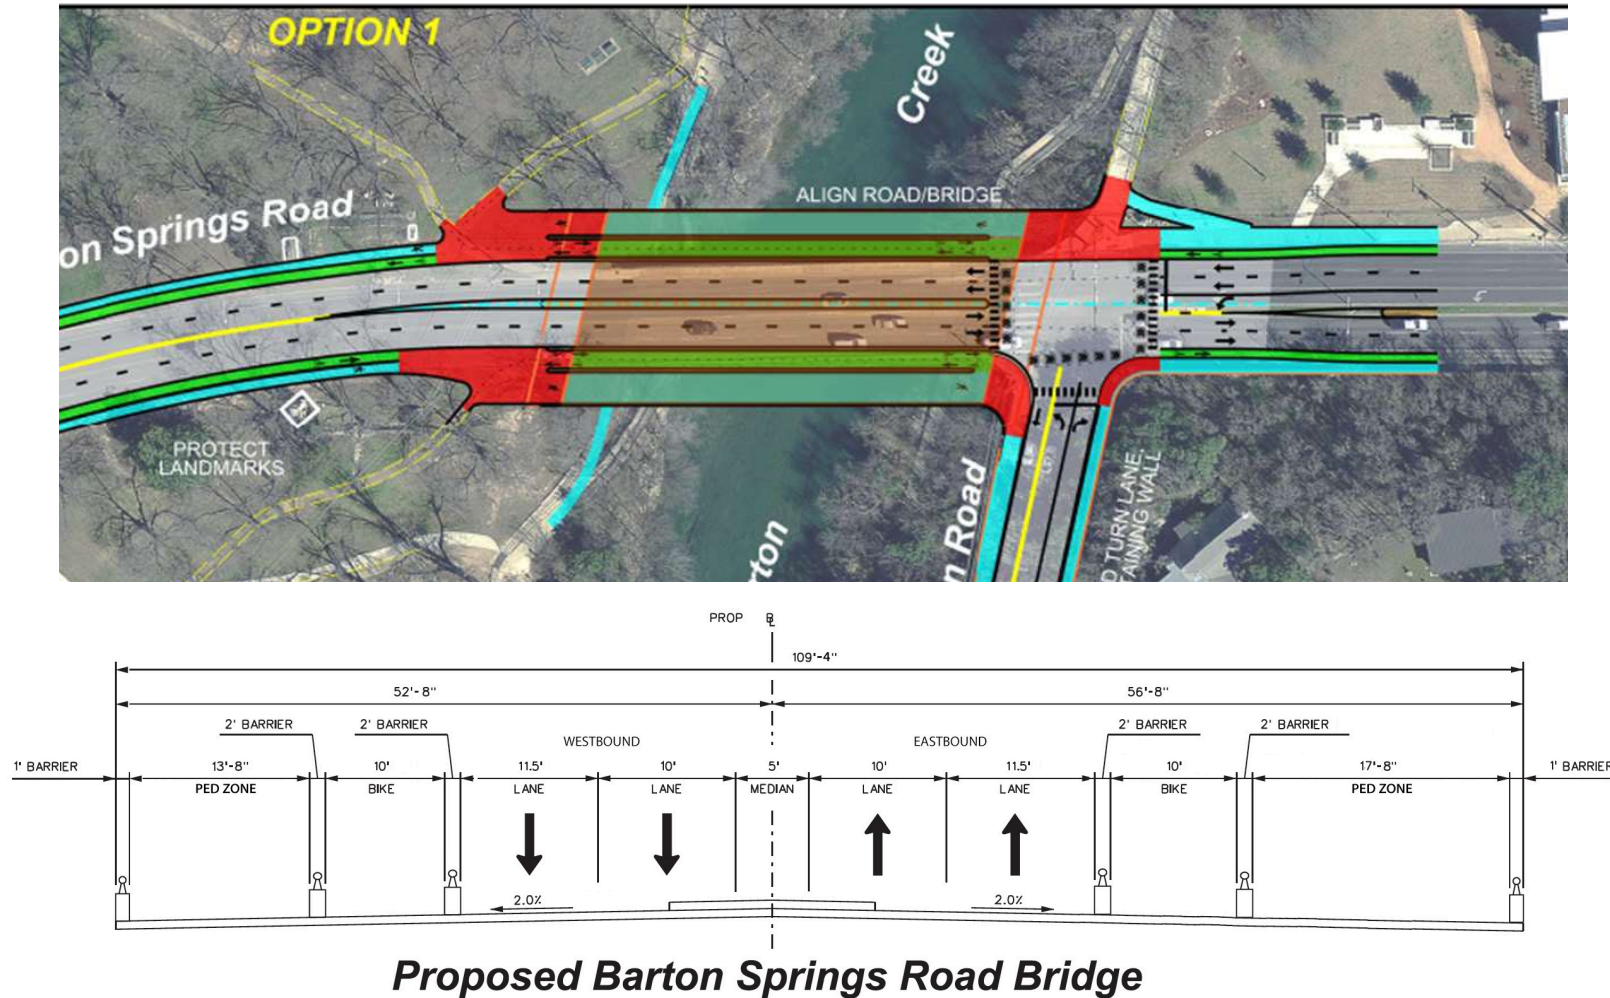 OPTION 1
Creek
ALIGN ROAD/BRIDGE
on Springs Road
PROTECT
LANDMARKS
rton
n Road
D TURN LANE,
TAINING WALL
PROP BL
109'-4"
52'-8" 56'-8"
2' BARRIER 2' BARRIER 2' BARRIER 2' BARRIER
WESTBOUND EASTBOUND
1' BARRIER 13'-8" 10' 11.5' 10' 5' 10' 11.5' 10' 17'-8" 1' BARRIER
PED ZONE BIKE LANE LANE MEDIAN LANE LANE BIKE PED ZONE
2.0% 2.0%
Proposed Barton Springs Road Bridge